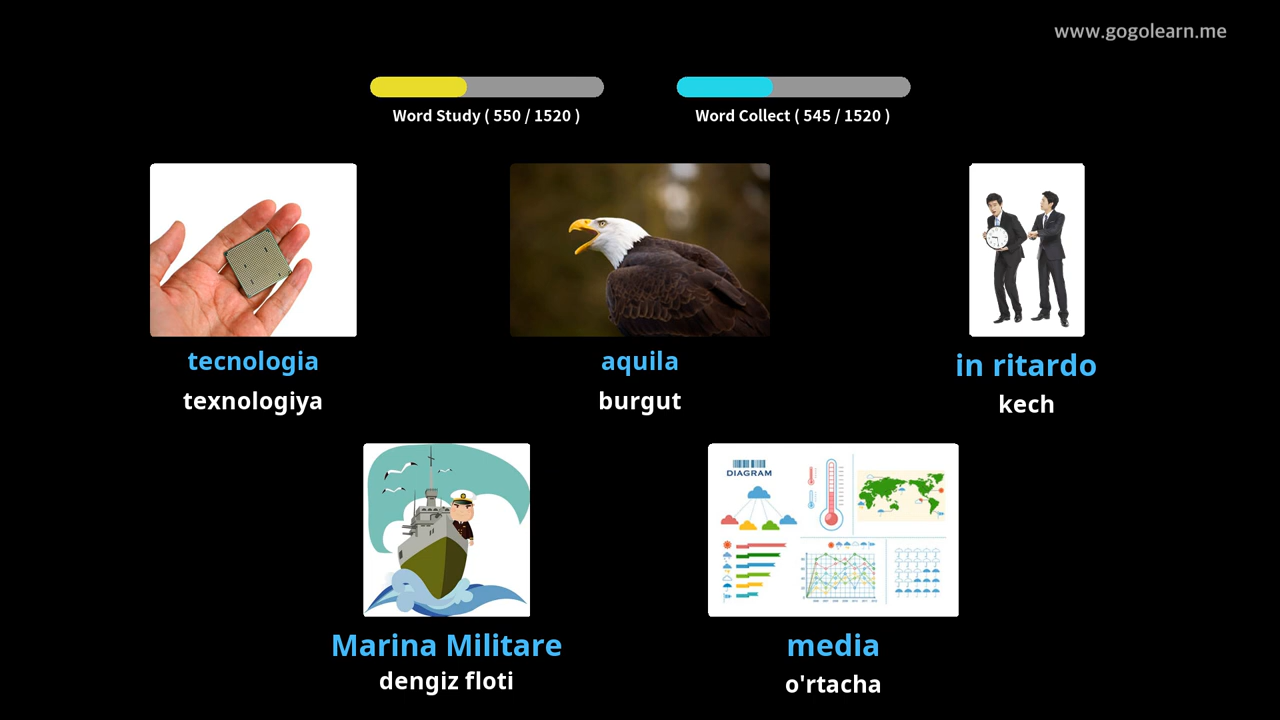 www.gogolearn.me
Word Study ( 550 / 1520 )
Word Collect ( 545 / 1520 )
tecnologia
texnologiya
aquila
burgut
in ritardo
kech
DIAGRAM
Marina Militare
dengiz floti
media
o'rtacha